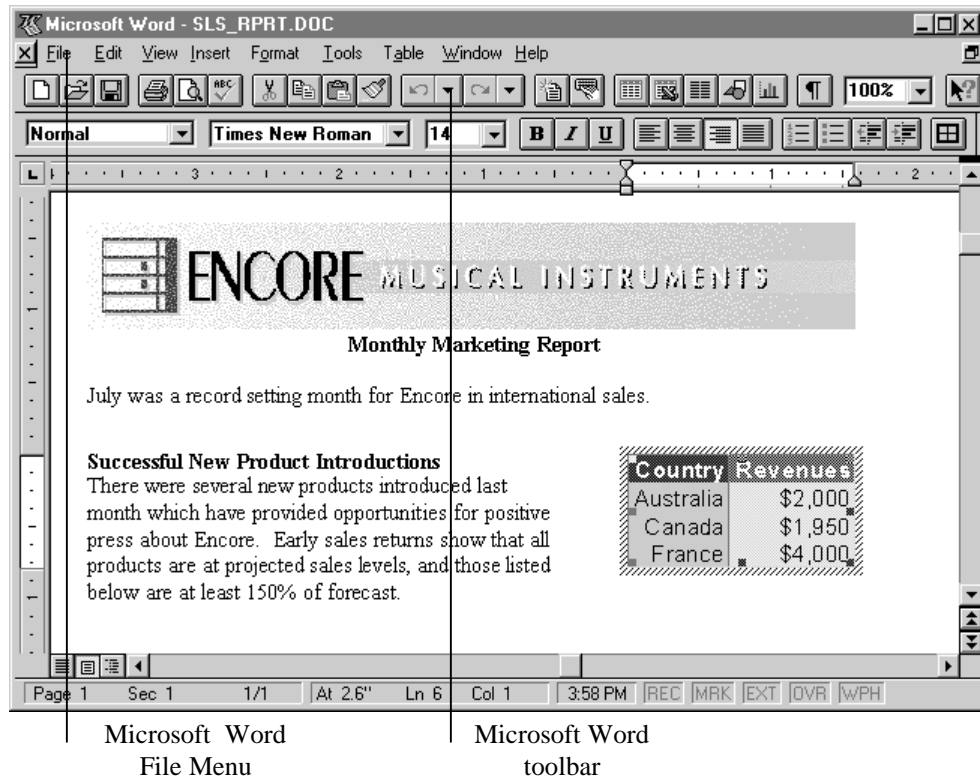 Microsoft Word - SLS_RPRT.DOC
File Edit View Insert Format Tools Table Window Help
ABC 100%
Normal Times New Roman 14 B I U
3 2 1 1 2
ENCORE MUSICAL INSTRUMENTS
Monthly Marketing Report
July was a record setting month for Encore in international sales.
Successful New Product Introductions
There were several new products introduced last
month which have provided opportunities for positive
press about Encore. Early sales returns show that all
products are at projected sales levels, and those listed
below are at least 150% of forecast.
Country Revenues
Australia $2,000
Canada $1,950
France $4,000
Page 1 Sec 1 1/1 At 2.6" Ln 6 Col 1 3:58 PM REC MRK EXT OVR WPH
Microsoft Word
File Menu
Microsoft Word
toolbar